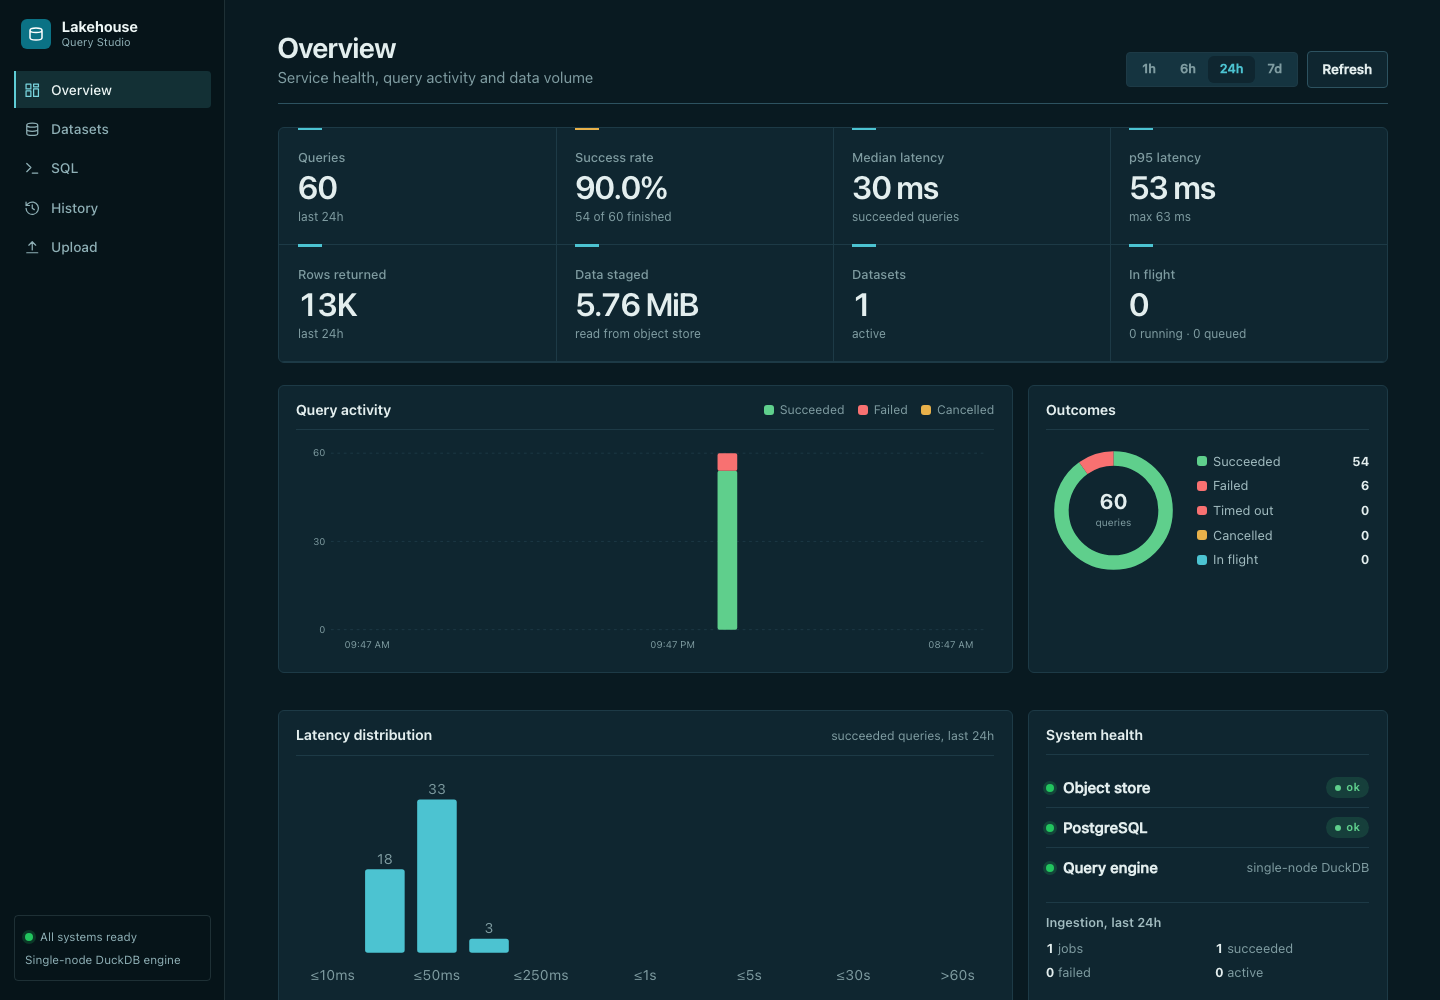 Lakehouse
Query Studio
Overview
Datasets
SQL
History
Upload
All systems ready
Single-node DuckDB engine
Overview
Service health, query activity and data volume
1h 6h 24h 7d Refresh
Queries
60
last 24h
Success rate
90.0%
54 of 60 finished
Median latency
30 ms
succeeded queries
p95 latency
53 ms
max 63 ms
Rows returned
13K
last 24h
Data staged
5.76 MiB
read from object store
Datasets
1
active
In flight
0
0 running · 0 queued
Query activity
Succeeded Failed Cancelled
60
30
0
09:47 AM 09:47 PM 08:47 AM
Outcomes
60
queries
Succeeded 54
Failed 6
Timed out 0
Cancelled 0
In flight 0
Latency distribution
succeeded queries, last 24h
18
33
3
≤10ms ≤50ms ≤250ms ≤1s ≤5s ≤30s >60s
System health
Object store ok
PostgreSQL ok
Query engine single-node DuckDB
Ingestion, last 24h
1 jobs 1 succeeded
0 failed 0 active